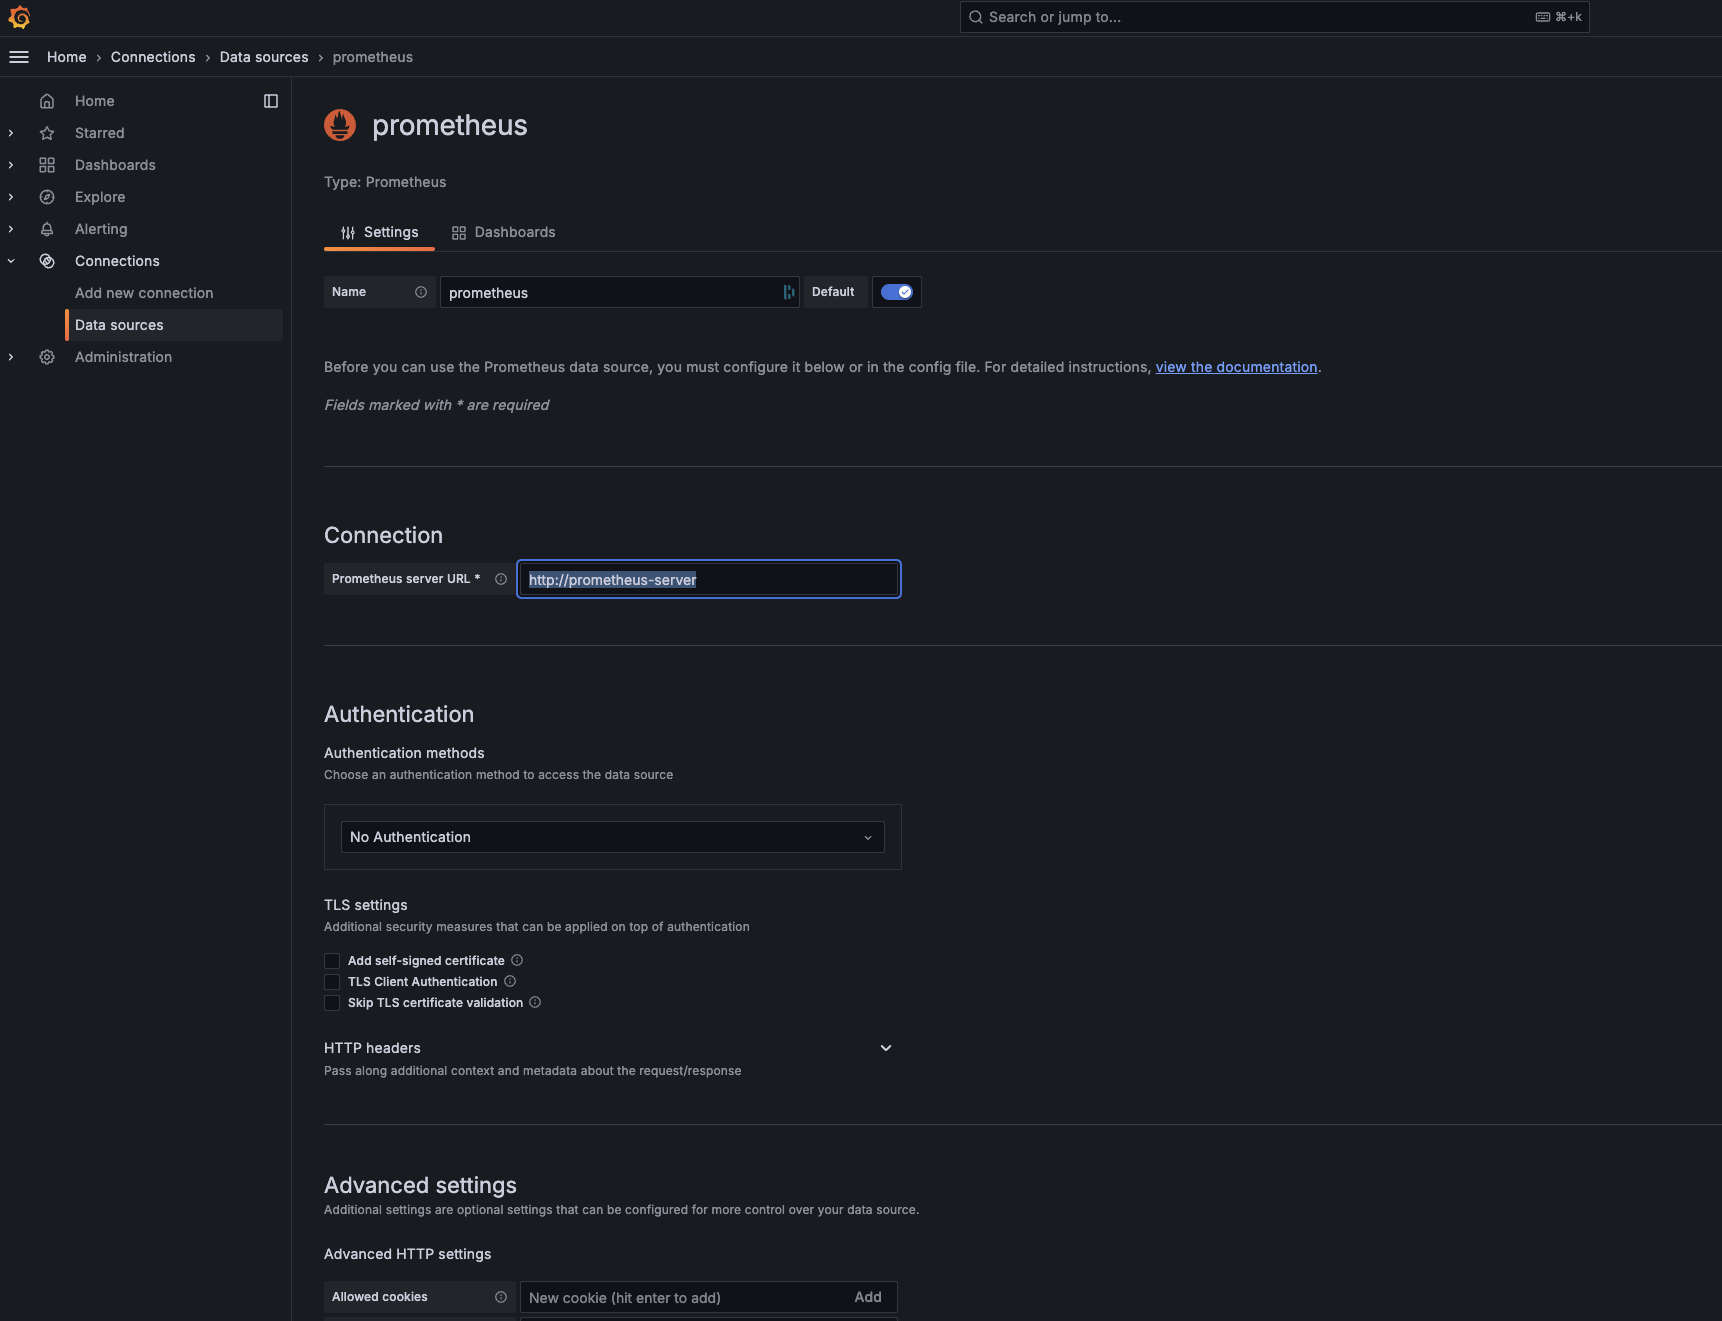 Search or jump to...
⌘+k
Home › Connections › Data sources › prometheus
Home
Starred
Dashboards
Explore
Alerting
Connections
Add new connection
Data sources
Administration
prometheus
Type: Prometheus
Settings Dashboards
Name prometheus Default
Before you can use the Prometheus data source, you must configure it below or in the config file. For detailed instructions, view the documentation.
Fields marked with * are required
Connection
Prometheus server URL * http://prometheus-server
Authentication
Authentication methods
Choose an authentication method to access the data source
No Authentication
TLS settings
Additional security measures that can be applied on top of authentication
Add self-signed certificate
TLS Client Authentication
Skip TLS certificate validation
HTTP headers
Pass along additional context and metadata about the request/response
Advanced settings
Additional settings are optional settings that can be configured for more control over your data source.
Advanced HTTP settings
Allowed cookies New cookie (hit enter to add) Add